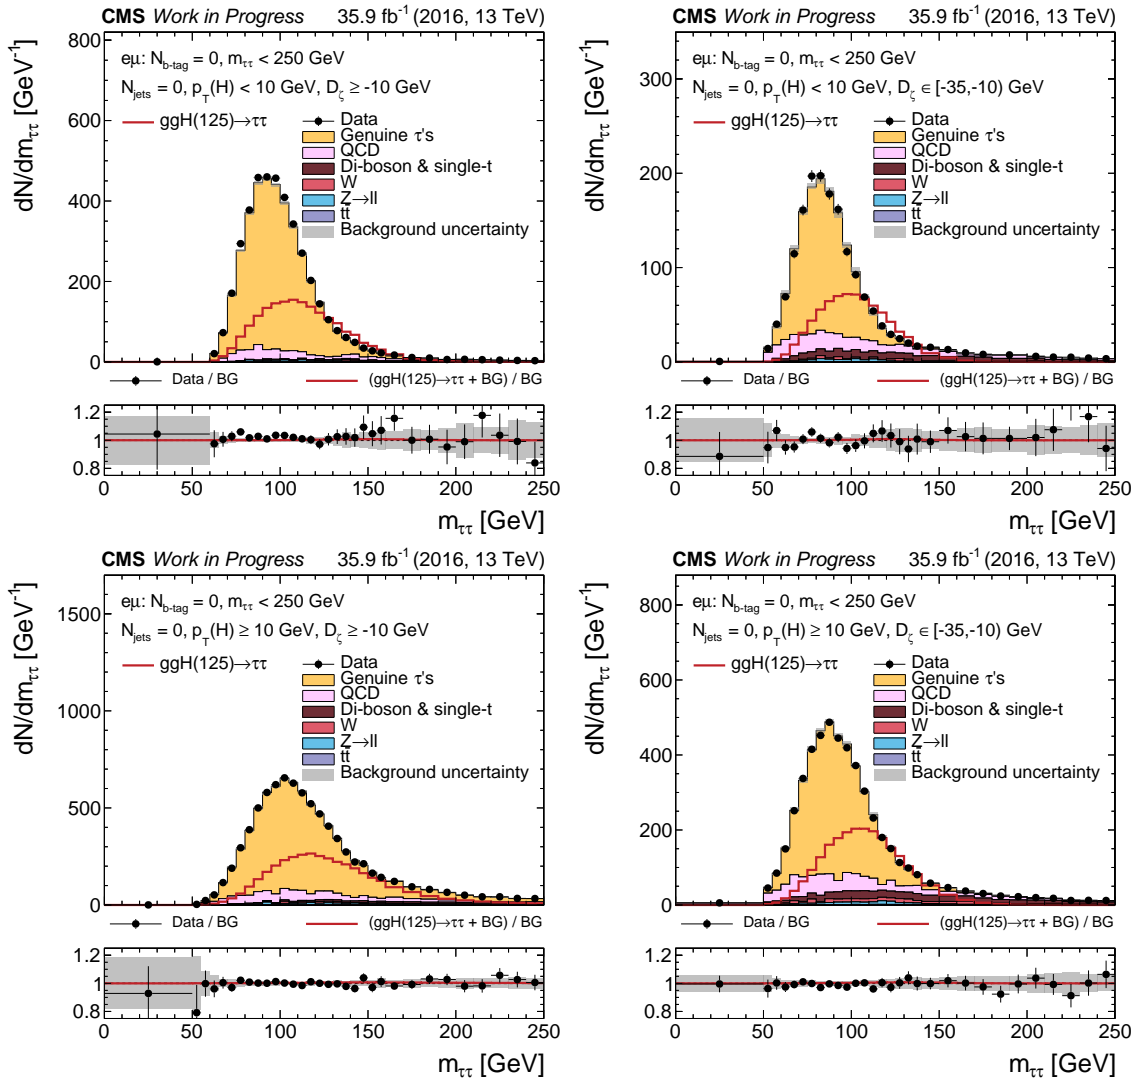 CMS Work in Progress 35.9 fb-1 (2016, 13 TeV)
dN/dmττ [GeV-1]
800
600
400
200
0
eμ: Nb-tag = 0, mττ < 250 GeV
Njets = 0, pT(H) < 10 GeV, Dζ ≥ -10 GeV
ggH(125)→ττ
Data
Genuine τ's
QCD
Di-boson & single-t
W
Z→ll
tt̄
Background uncertainty
Data / BG
(ggH(125)→ττ + BG) / BG
1.2
1
0.8
0 50 100 150 200 250
mττ [GeV]
CMS Work in Progress 35.9 fb-1 (2016, 13 TeV)
dN/dmττ [GeV-1]
300
200
100
0
eμ: Nb-tag = 0, mττ < 250 GeV
Njets = 0, pT(H) < 10 GeV, Dζ ∈ [-35,-10) GeV
ggH(125)→ττ
Data
Genuine τ's
QCD
Di-boson & single-t
W
Z→ll
tt̄
Background uncertainty
Data / BG
(ggH(125)→ττ + BG) / BG
1.2
1
0.8
0 50 100 150 200 250
mττ [GeV]
CMS Work in Progress 35.9 fb-1 (2016, 13 TeV)
dN/dmττ [GeV-1]
1500
1000
500
0
eμ: Nb-tag = 0, mττ < 250 GeV
Njets = 0, pT(H) ≥ 10 GeV, Dζ ≥ -10 GeV
ggH(125)→ττ
Data
Genuine τ's
QCD
Di-boson & single-t
W
Z→ll
tt̄
Background uncertainty
Data / BG
(ggH(125)→ττ + BG) / BG
1.2
1
0.8
0 50 100 150 200 250
mττ [GeV]
CMS Work in Progress 35.9 fb-1 (2016, 13 TeV)
dN/dmττ [GeV-1]
800
600
400
200
0
eμ: Nb-tag = 0, mττ < 250 GeV
Njets = 0, pT(H) ≥ 10 GeV, Dζ ∈ [-35,-10) GeV
ggH(125)→ττ
Data
Genuine τ's
QCD
Di-boson & single-t
W
Z→ll
tt̄
Background uncertainty
Data / BG
(ggH(125)→ττ + BG) / BG
1.2
1
0.8
0 50 100 150 200 250
mττ [GeV]